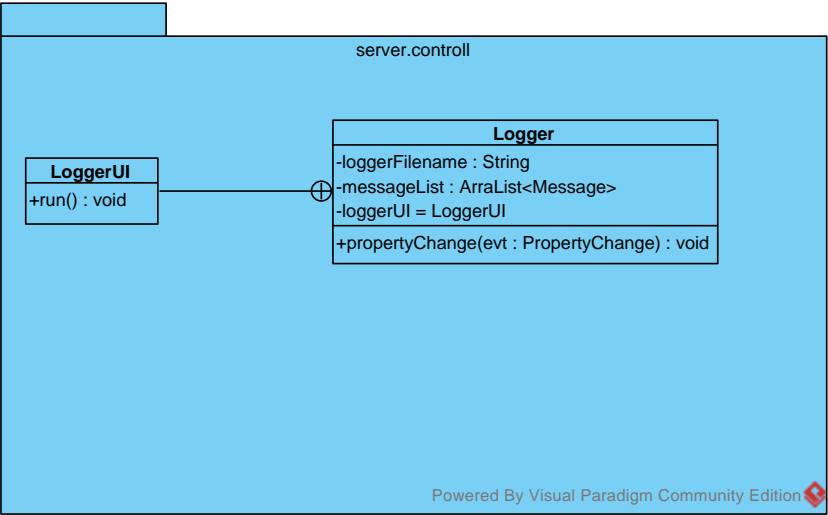 server.controll
Logger
-loggerFilename : String
-messageList : ArraList<Message>
-loggerUI = LoggerUI
+propertyChange(evt : PropertyChange) : void
LoggerUI
+run() : void
Powered By Visual Paradigm Community Edition